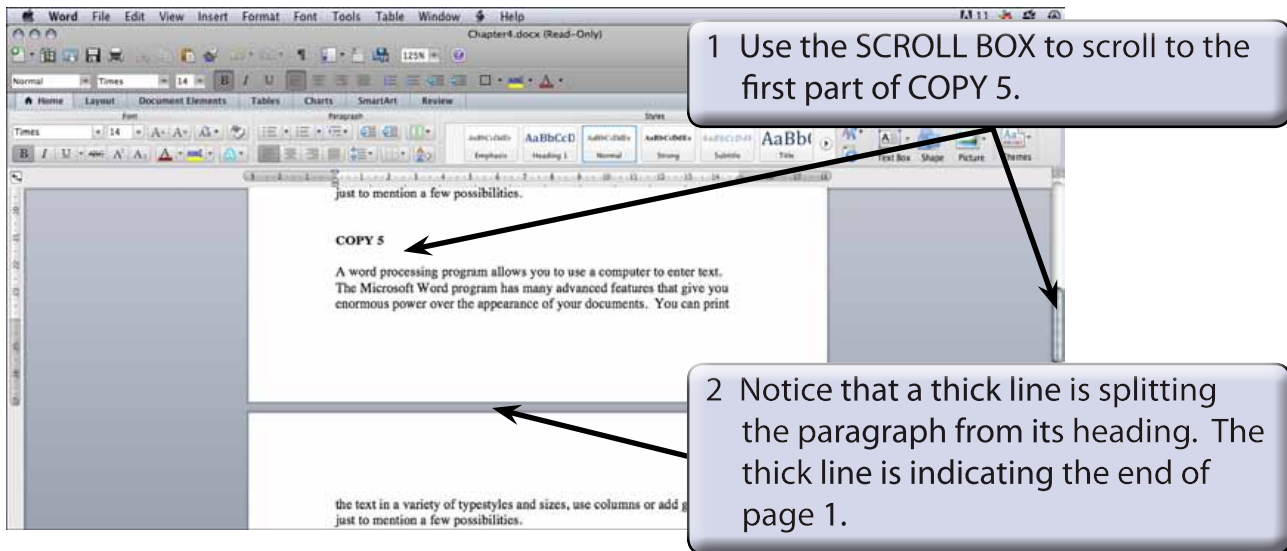 Word File Edit View Insert Format Font Tools Table Window Help
Chapter4.docx (Read-Only)
125%
Normal Times 14 B I U
Home Layout Document Elements Tables Charts SmartArt Review
Font Paragraph Styles
Times 14
AaBbCcD AaBb(
B I U
Emphasis Heading 1 Normal Strong Subtitle Title Text Box Shape Picture Themes
1 Use the SCROLL BOX to scroll to the
first part of COPY 5.
just to mention a few possibilities.
COPY 5
A word processing program allows you to use a computer to enter text.
The Microsoft Word program has many advanced features that give you
enormous power over the appearance of your documents. You can print
2 Notice that a thick line is splitting
the paragraph from its heading. The
thick line is indicating the end of
page 1.
the text in a variety of typestyles and sizes, use columns or add g
just to mention a few possibilities.